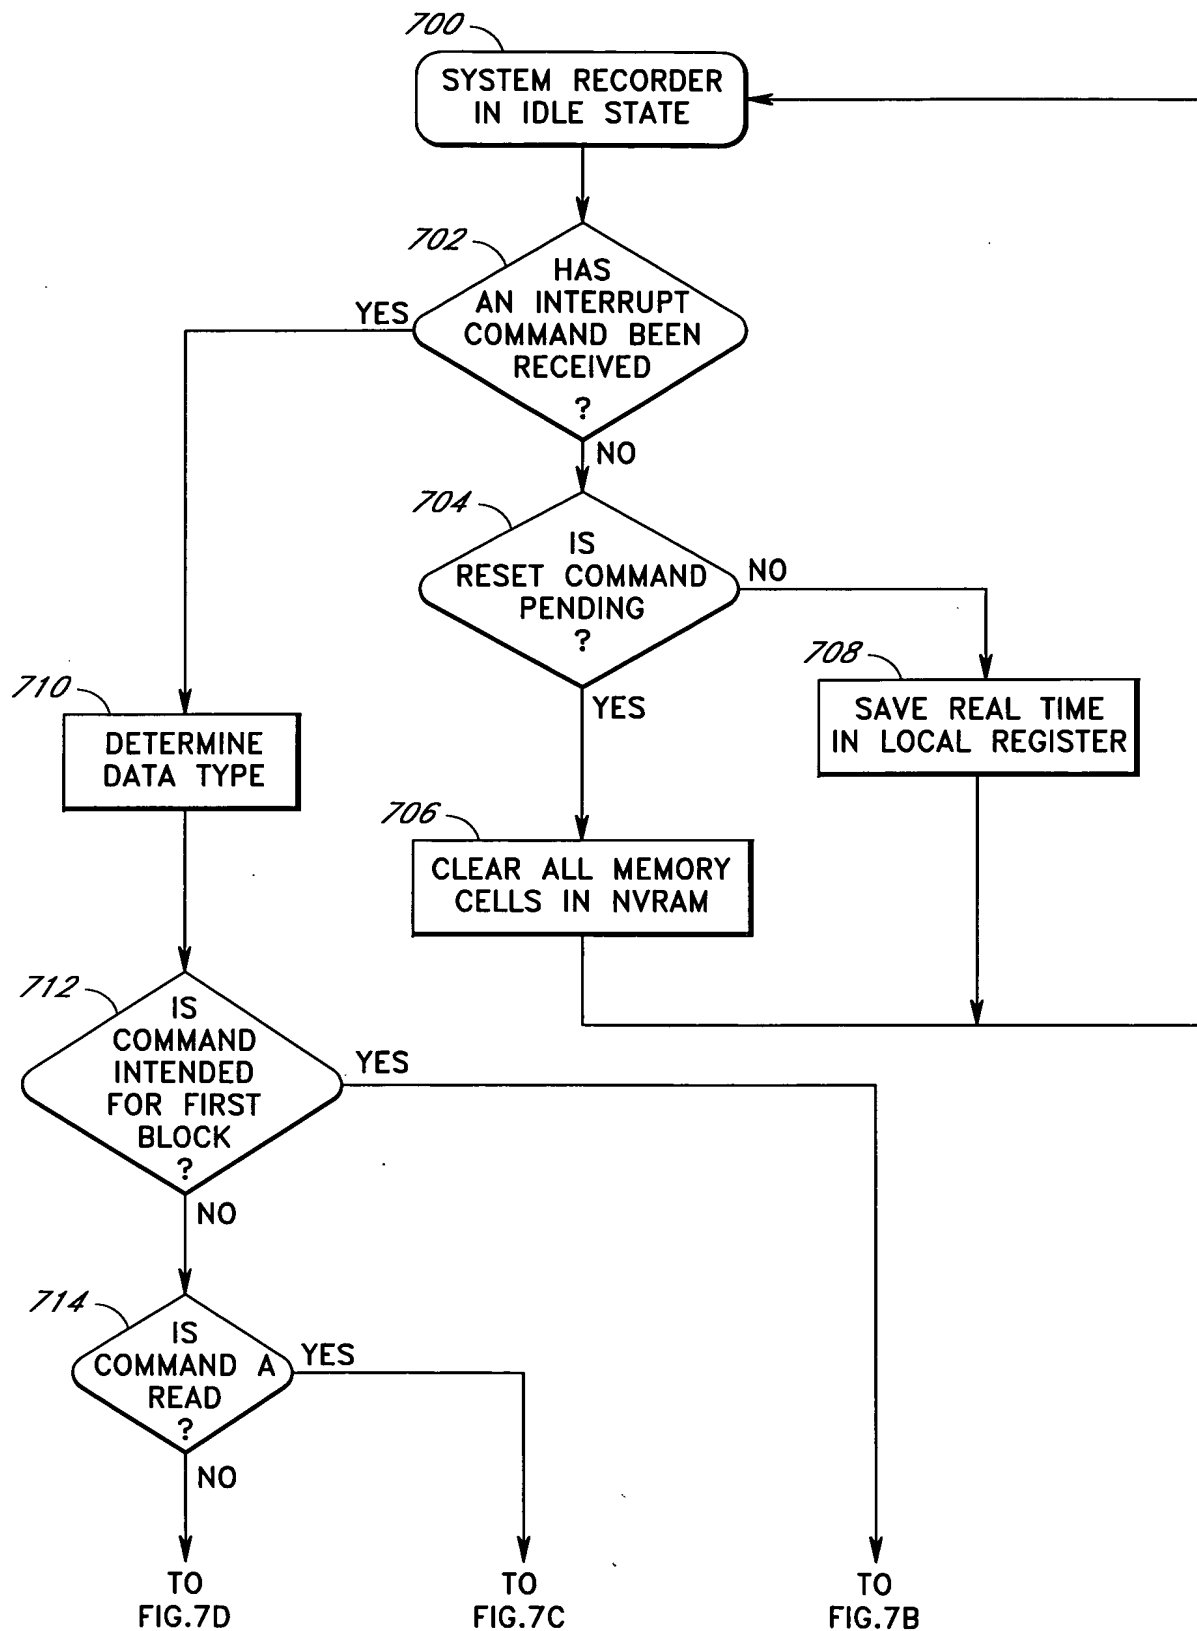 700
SYSTEM RECORDER
IN IDLE STATE
702
HAS
AN INTERRUPT
COMMAND BEEN
RECEIVED
?
YES
NO
704
IS
RESET COMMAND
PENDING
?
NO
YES
708
SAVE REAL TIME
IN LOCAL REGISTER
710
DETERMINE
DATA TYPE
706
CLEAR ALL MEMORY
CELLS IN NVRAM
712
IS
COMMAND
INTENDED
FOR FIRST
BLOCK
?
YES
NO
714
IS
COMMAND A
READ
?
YES
NO
TO
FIG.7D
TO
FIG.7C
TO
FIG.7B